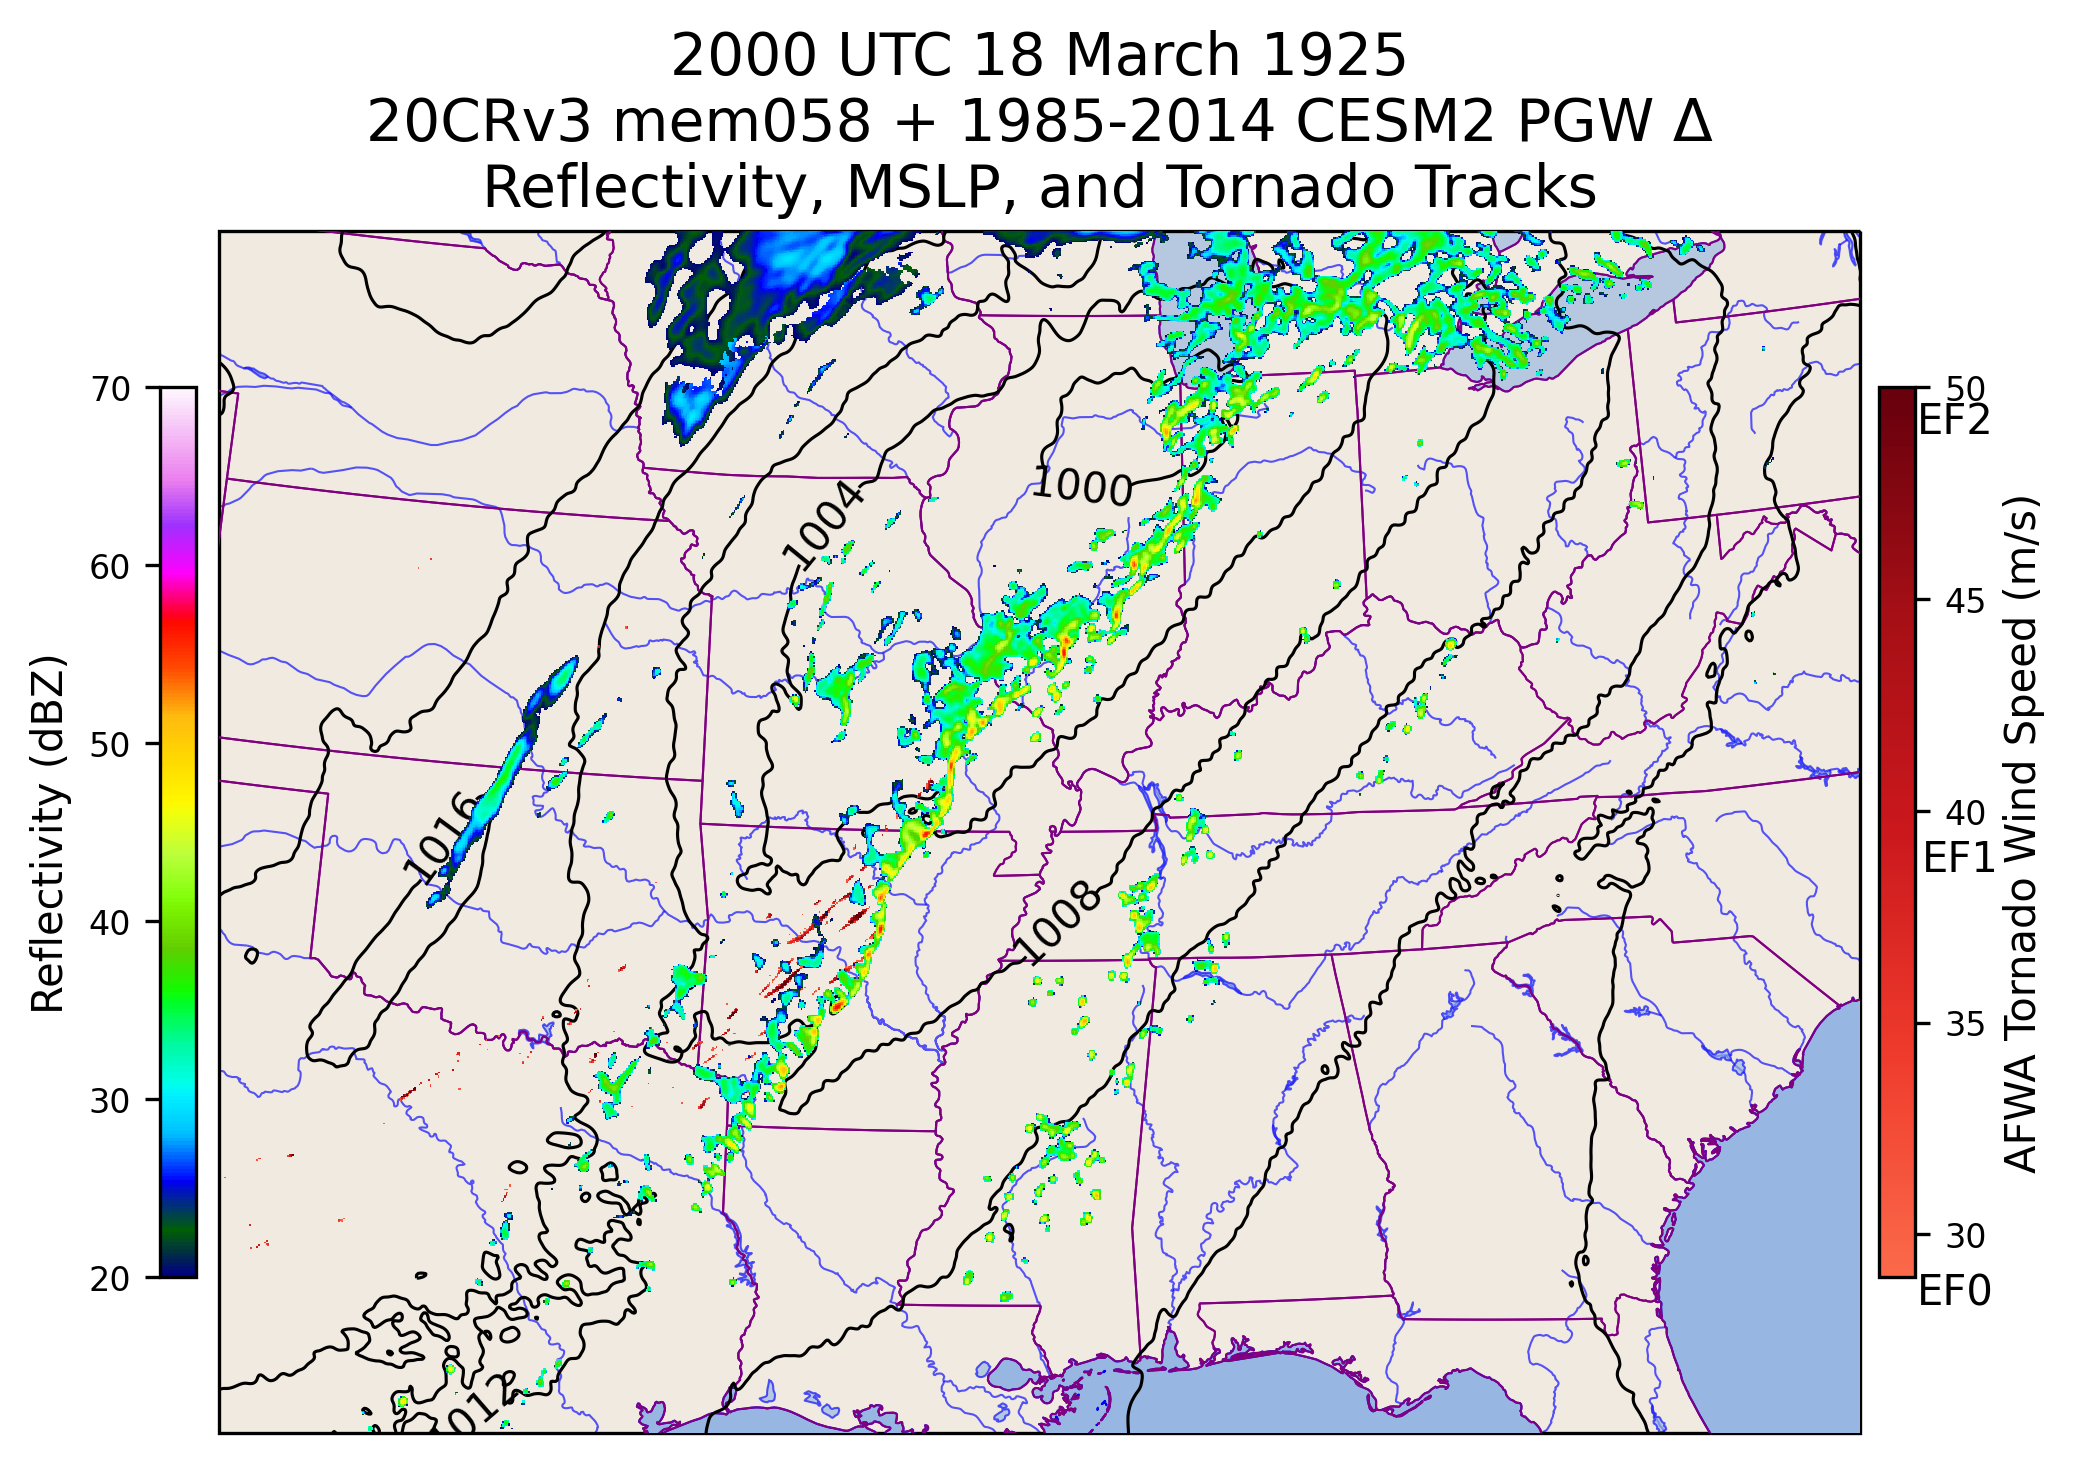 2000 UTC 18 March 1925
20CRv3 mem058 + 1985-2014 CESM2 PGW Δ
Reflectivity, MSLP, and Tornado Tracks
70
60
50
40
30
20
Reflectivity (dBZ)
1000
1004
1016
1008
1012
50
EF2
45
40
EF1
35
30
EF0
AFWA Tornado Wind Speed (m/s)